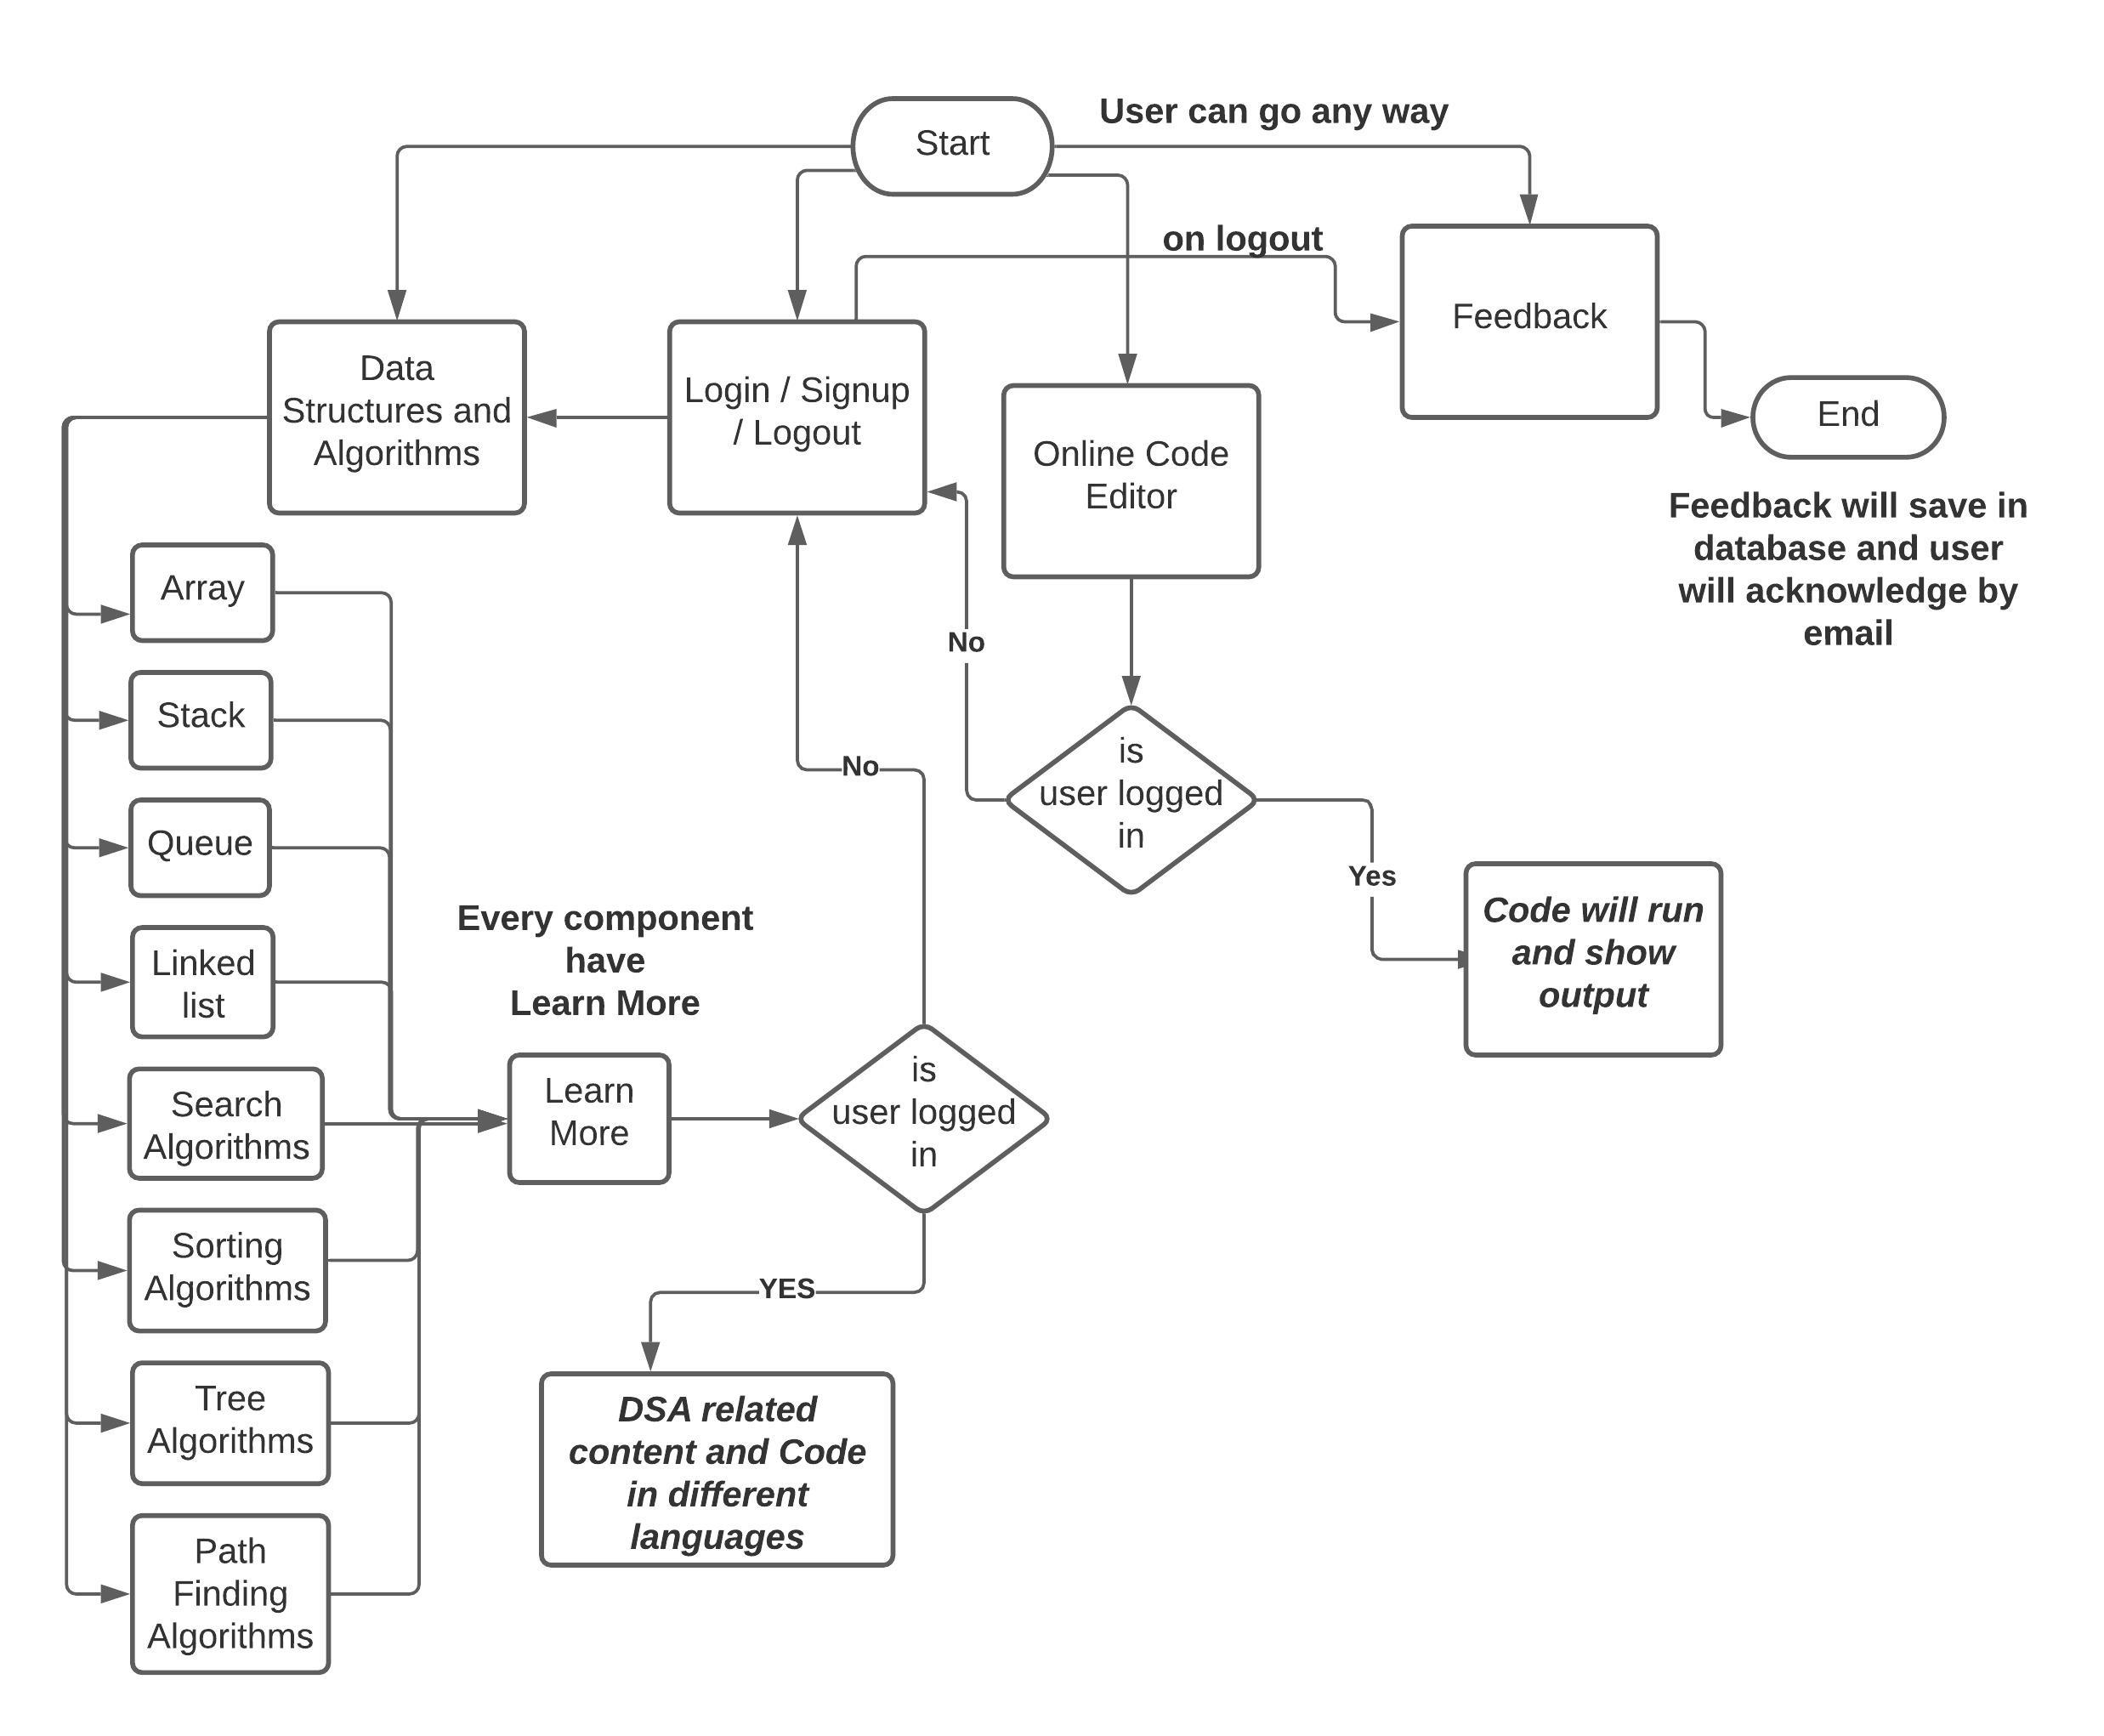 Start
User can go any way
on logout
Feedback
Data
Structures and
Algorithms
Login / Signup
/ Logout
Online Code
Editor
End
Feedback will save in
database and user
will acknowledge by
email
Array
Stack
Queue
Linked
list
Search
Algorithms
Sorting
Algorithms
Tree
Algorithms
Path
Finding
Algorithms
No
No
is
user logged
in
Yes
Code will run
and show
output
Every component
have
Learn More
Learn
More
is
user logged
in
YES
DSA related
content and Code
in different
languages